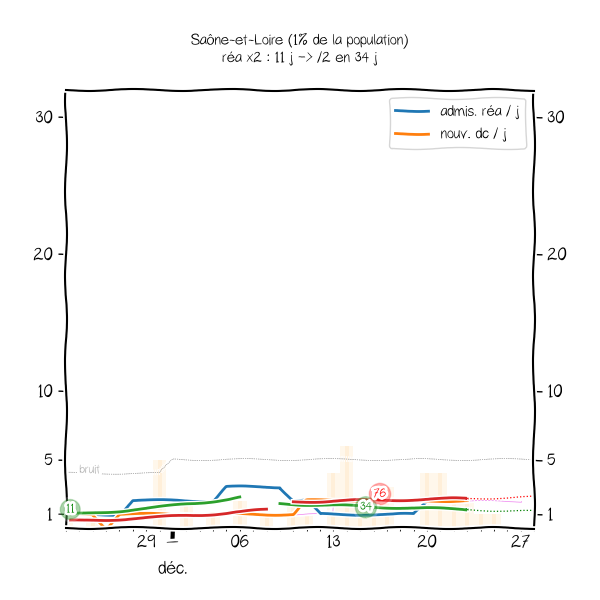 Saône-et-Loire (1% de la population)
réa x2 : 11 j -> /2 en 34 j
admis. réa / j
nouv. dc / j
30 30
20 20
10 10
5 5
bruit
1 1
11
76
34
29 06 13 20 27
déc.